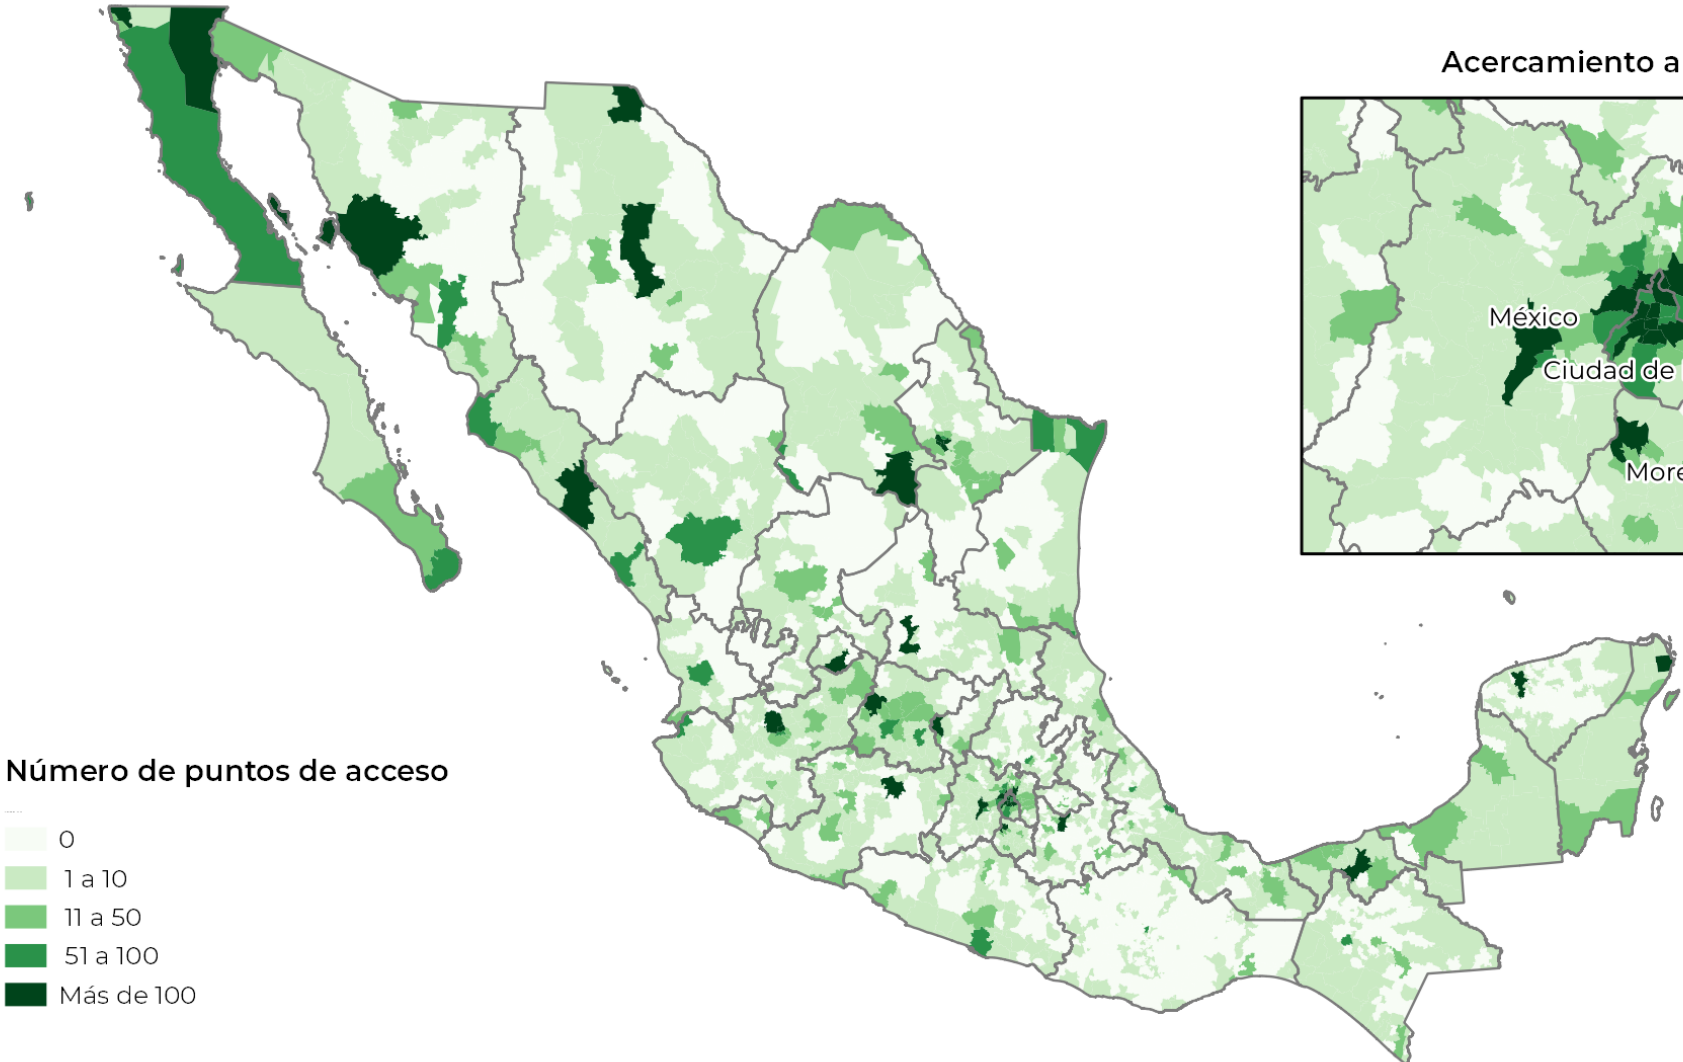 Acercamiento a
México
Ciudad de
More
Número de puntos de acceso
0
1 a 10
11 a 50
51 a 100
Más de 100